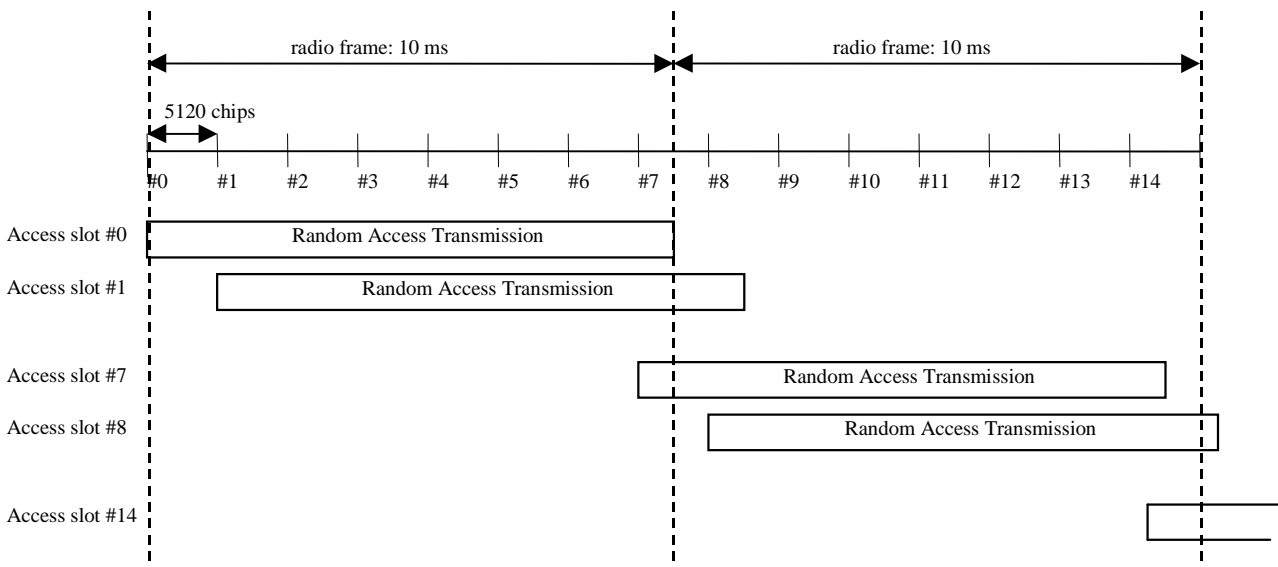 radio frame: 10 ms radio frame: 10 ms
5120 chips
#0 #1 #2 #3 #4 #5 #6 #7 #8 #9 #10 #11 #12 #13 #14
Access slot #0 Random Access Transmission
Access slot #1 Random Access Transmission
Access slot #7 Random Access Transmission
Access slot #8 Random Access Transmission
Access slot #14